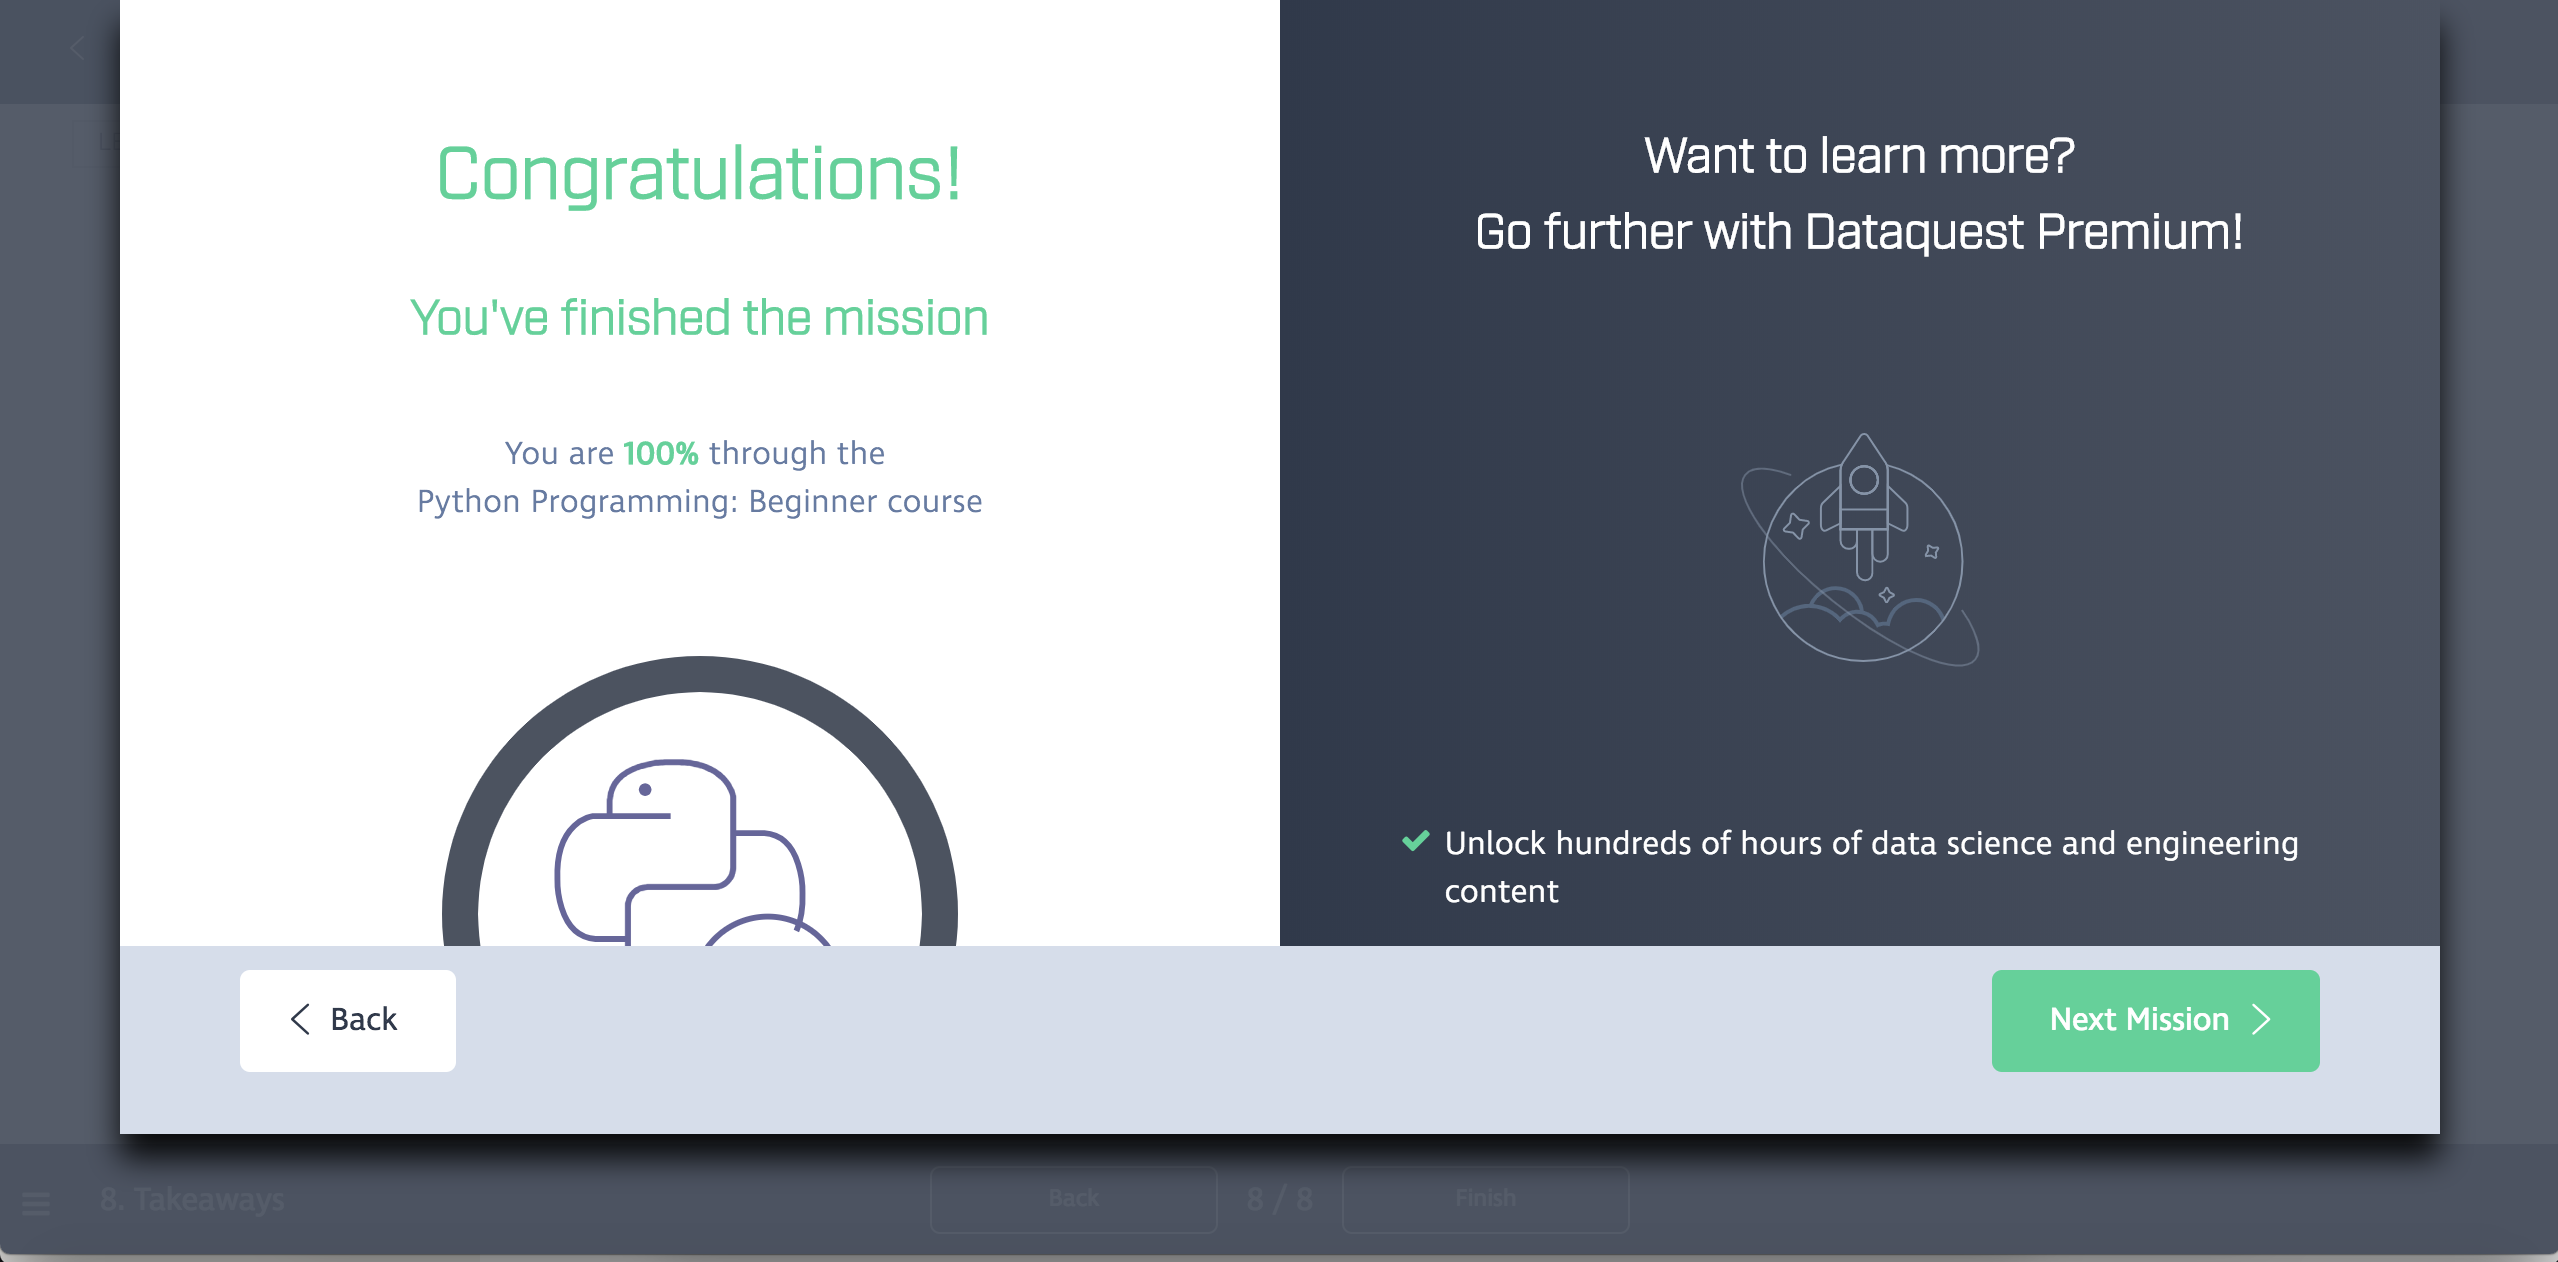 Congratulations!
You've finished the mission
You are 100% through the
Python Programming: Beginner course
Want to learn more?
Go further with Dataquest Premium!
Unlock hundreds of hours of data science and engineering
content
Back
Next Mission
8. Takeaways
Back
8 / 8
Finish